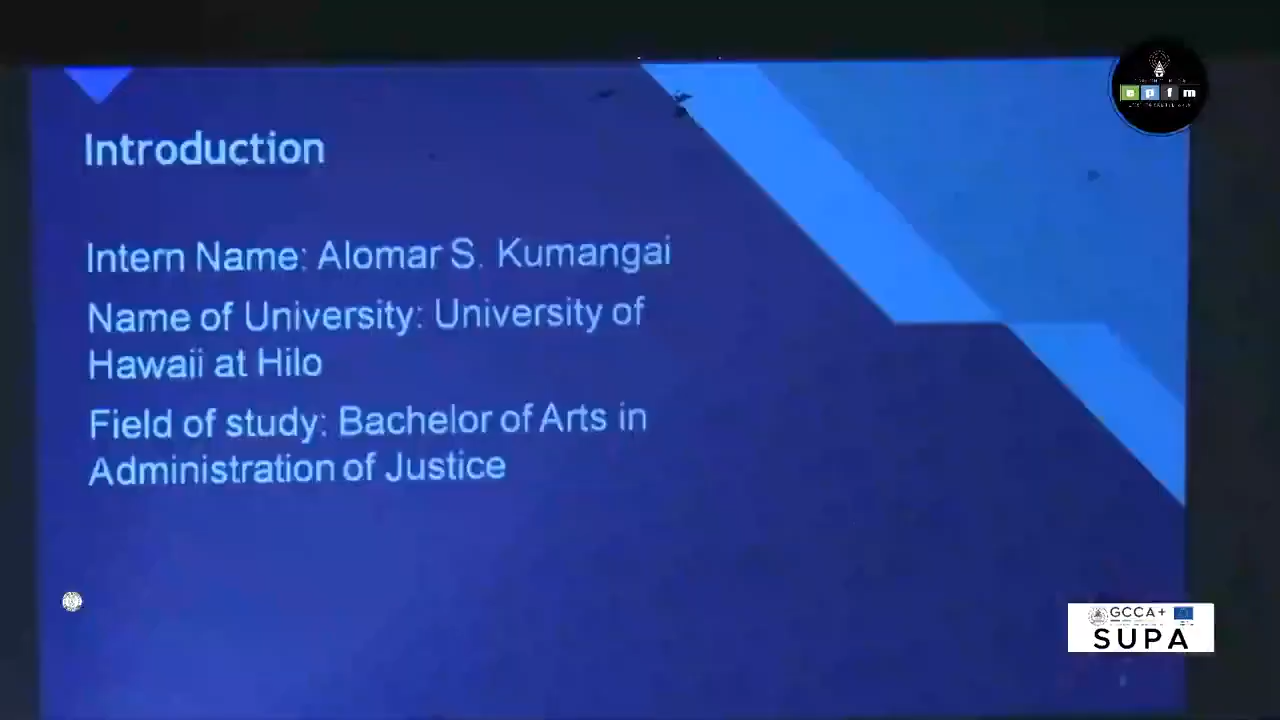 epfm
Introduction
Intern Name: Alomar S. Kumangai
Name of University: University of
Hawaii at Hilo
Field of study: Bachelor of Arts in
Administration of Justice
GCCA+
SUPA